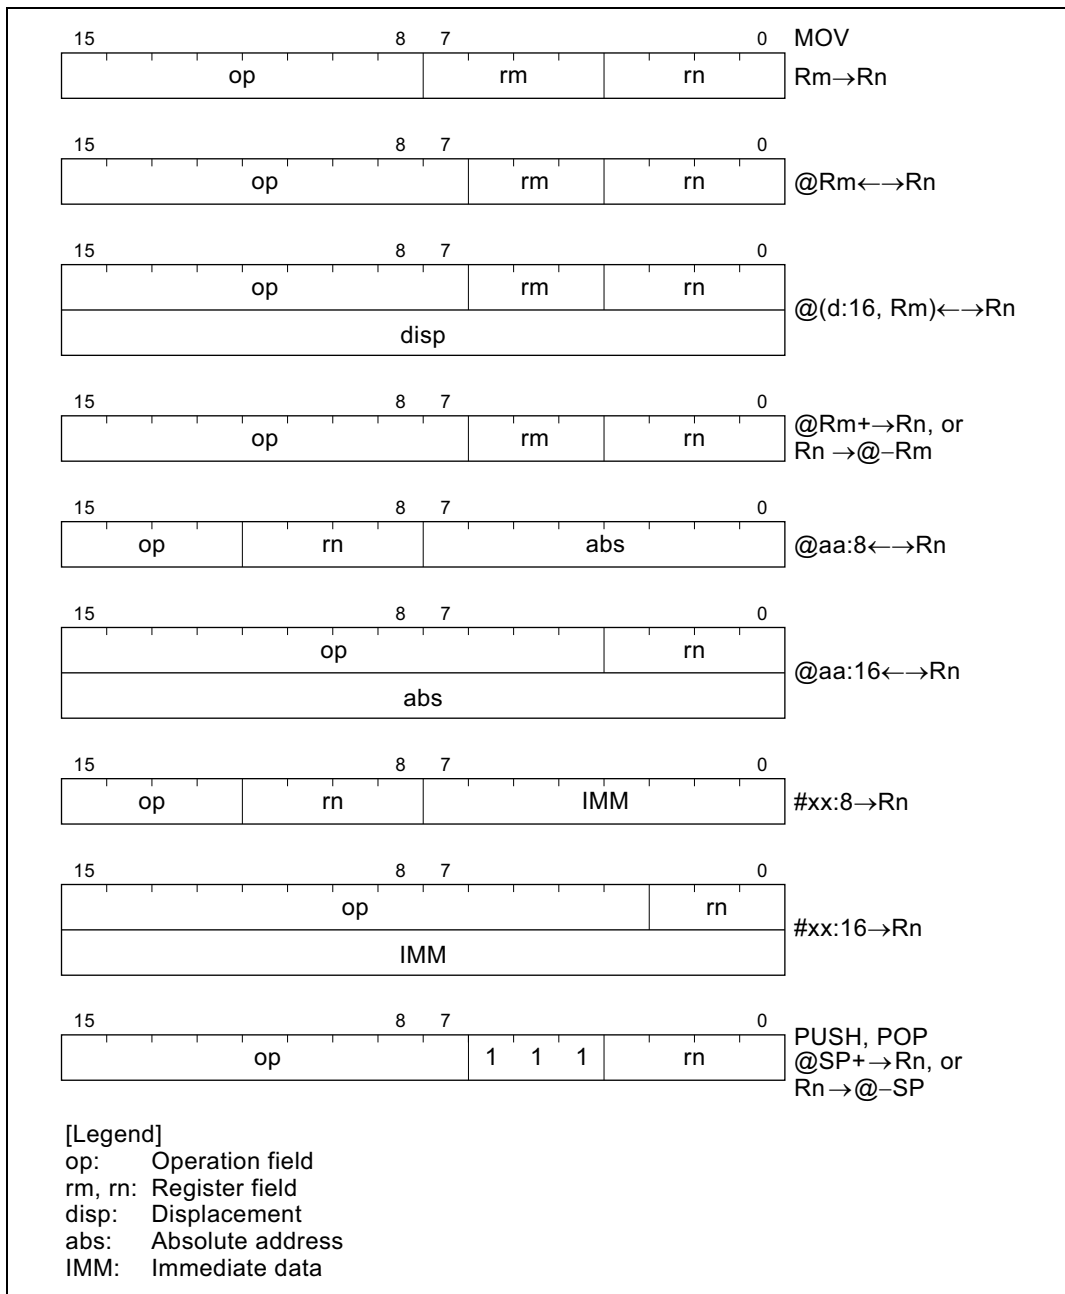 15 8 7 0 MOV
op rm rn Rm→Rn
15 8 7 0
op rm rn @Rm←→Rn
15 8 7 0
op rm rn
disp
@(d:16, Rm)←→Rn
15 8 7 0
op rm rn
@Rm+→Rn, or
Rn →@−Rm
15 8 7 0
op rn abs @aa:8←→Rn
15 8 7 0
op rn
abs
@aa:16←→Rn
15 8 7 0
op rn IMM #xx:8→Rn
15 8 7 0
op rn
IMM
#xx:16→Rn
15 8 7 0
op 1 1 1 rn
PUSH, POP
@SP+→Rn, or
Rn→@−SP
[Legend]
op: Operation field
rm, rn: Register field
disp: Displacement
abs: Absolute address
IMM: Immediate data